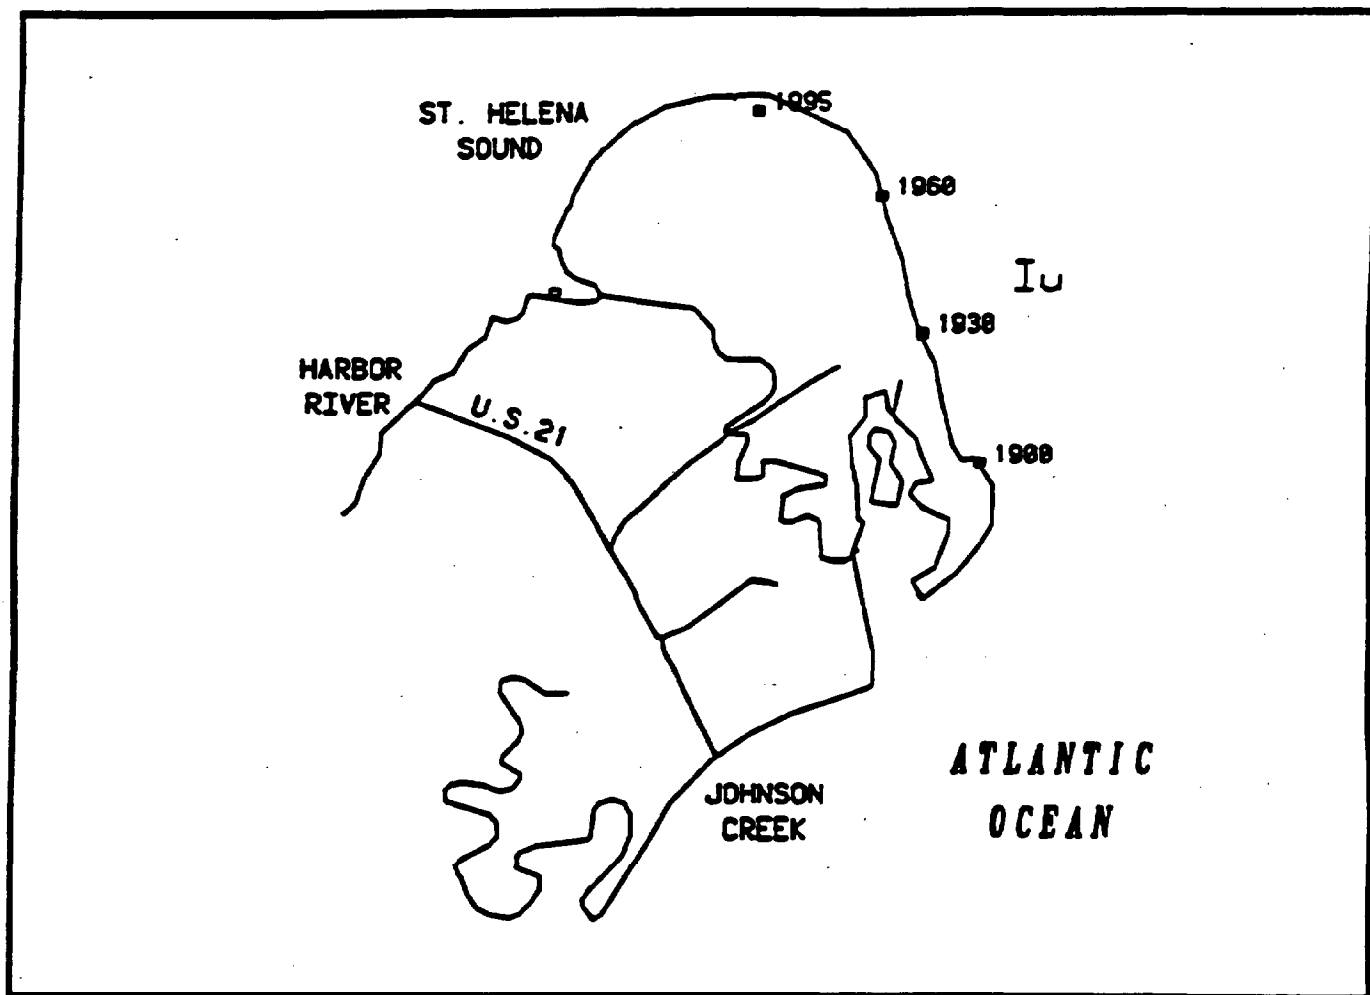 ST. HELENA
SOUND
1995
1960
Iu
1930
HARBOR
RIVER
U.S.21
1900
ATLANTIC
OCEAN
JOHNSON
CREEK